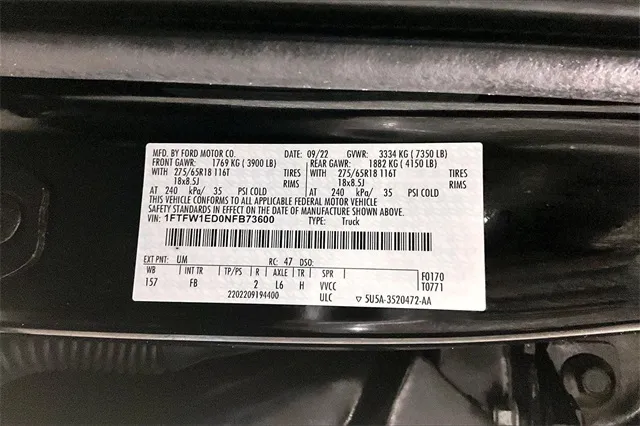 MFD. BY FORD MOTOR CO. DATE: 09/22 GVWR: 3334 KG ( 7350 LB)
FRONT GAWR: 1769 KG ( 3900 LB) REAR GAWR: 1882 KG ( 4150 LB)
WITH 275/65R18 116T TIRES WITH 275/65R18 116T TIRES
18x8.5J RIMS 18x8.5J RIMS
AT 240 kPa/ 35 PSI COLD AT 240 kPa/ 35 PSI COLD
THIS VEHICLE CONFORMS TO ALL APPLICABLE FEDERAL MOTOR VEHICLE
SAFETY STANDARDS IN EFFECT ON THE DATE OF MANUFACTURE SHOWN ABOVE.
VIN: 1FTFW1ED0NFB73600 TYPE: Truck
EXT PNT: UM RC: 47 DSO:
WB INT TR TP/PS R AXLE TR SPR F0170
157 FB 2 L6 H VVCC T0771
2202209194400 ULC ▽ 5U5A-3520472-AA